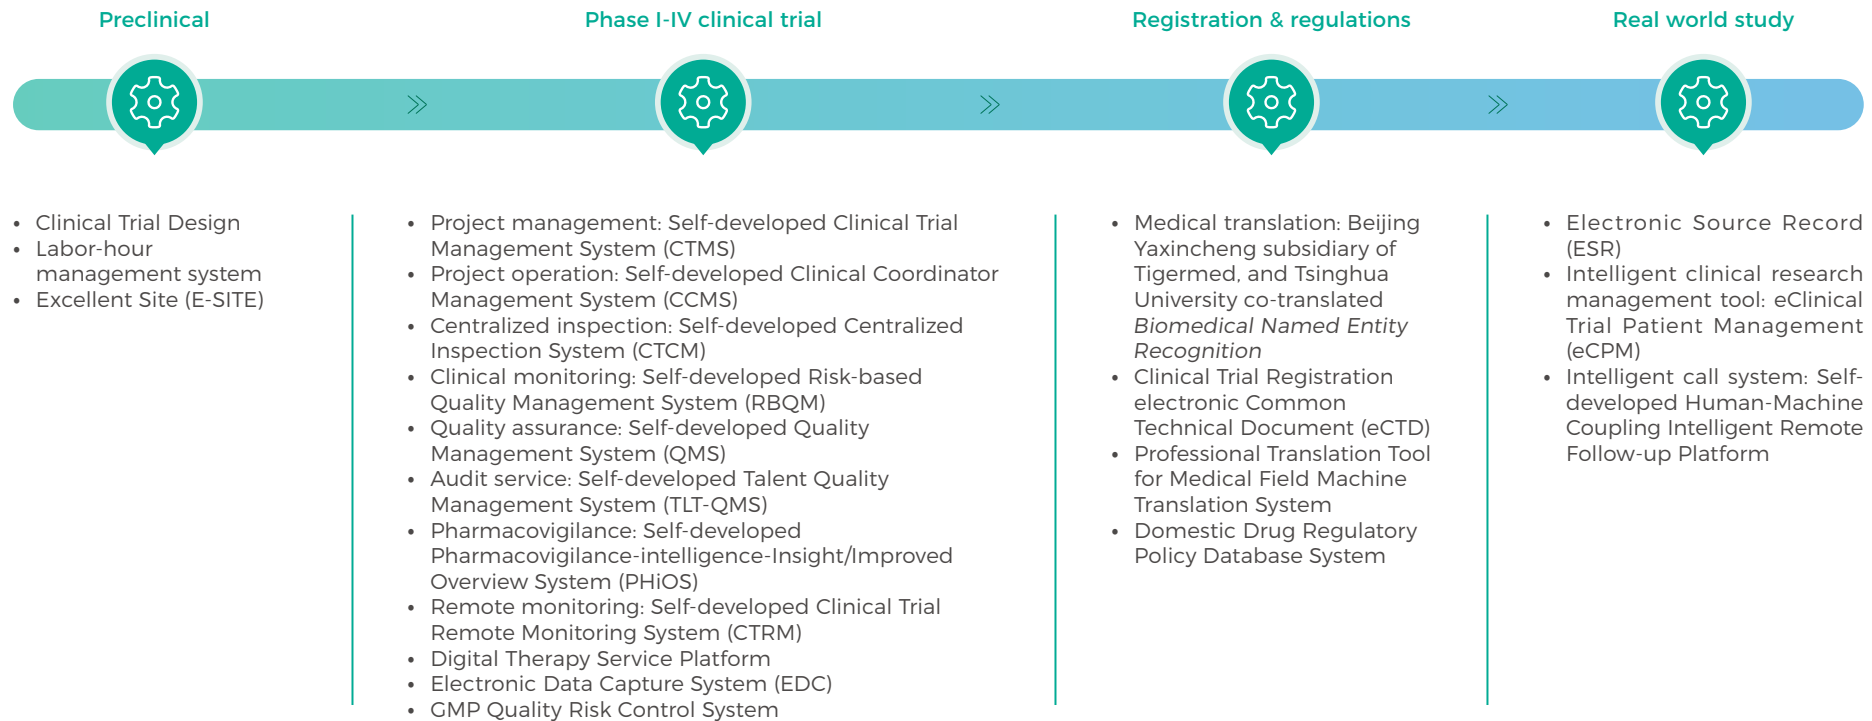 Preclinical
Phase I-IV clinical trial
Registration & regulations
Real world study
• Clinical Trial Design
• Labor-hour
management system
• Excellent Site (E-SITE)
• Project management: Self-developed Clinical Trial
Management System (CTMS)
• Project operation: Self-developed Clinical Coordinator
Management System (CCMS)
• Centralized inspection: Self-developed Centralized
Inspection System (CTCM)
• Clinical monitoring: Self-developed Risk-based
Quality Management System (RBQM)
• Quality assurance: Self-developed Quality
Management System (QMS)
• Audit service: Self-developed Talent Quality
Management System (TLT-QMS)
• Pharmacovigilance: Self-developed
Pharmacovigilance-intelligence-Insight/Improved
Overview System (PHiOS)
• Remote monitoring: Self-developed Clinical Trial
Remote Monitoring System (CTRM)
• Digital Therapy Service Platform
• Electronic Data Capture System (EDC)
• GMP Quality Risk Control System
• Medical translation: Beijing
Yaxincheng subsidiary of
Tigermed, and Tsinghua
University co-translated
Biomedical Named Entity
Recognition
• Clinical Trial Registration
electronic Common
Technical Document (eCTD)
• Professional Translation Tool
for Medical Field Machine
Translation System
• Domestic Drug Regulatory
Policy Database System
• Electronic Source Record
(ESR)
• Intelligent clinical research
management tool: eClinical
Trial Patient Management
(eCPM)
• Intelligent call system: Self-
developed Human-Machine
Coupling Intelligent Remote
Follow-up Platform